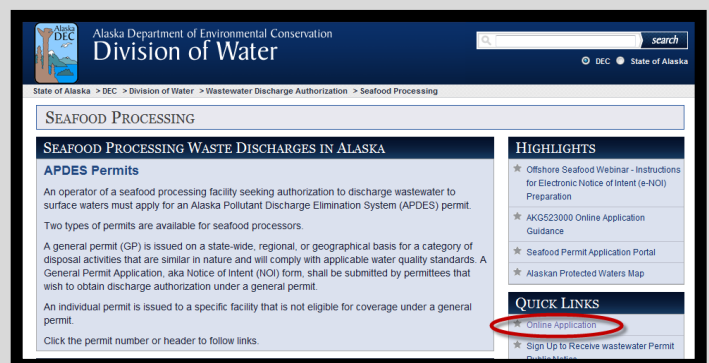 Alaska
DEC
Alaska Department of Environmental Conservation
Division of Water
search
DEC State of Alaska
State of Alaska > DEC > Division of Water > Wastewater Discharge Authorization > Seafood Processing
SEAFOOD PROCESSING
SEAFOOD PROCESSING WASTE DISCHARGES IN ALASKA
APDES Permits
An operator of a seafood processing facility seeking authorization to discharge wastewater to
surface waters must apply for an Alaska Pollutant Discharge Elimination System (APDES) permit.
Two types of permits are available for seafood processors.
A general permit (GP) is issued on a state-wide, regional, or geographical basis for a category of
disposal activities that are similar in nature and will comply with applicable water quality standards. A
General Permit Application, aka Notice of Intent (NOI) form, shall be submitted by permittees that
wish to obtain discharge authorization under a general permit.
An individual permit is issued to a specific facility that is not eligible for coverage under a general
permit.
Click the permit number or header to follow links.
HIGHLIGHTS
Offshore Seafood Webinar - Instructions
for Electronic Notice of Intent (e-NOI)
Preparation
AKG523000 Online Application
Guidance
Seafood Permit Application Portal
Alaskan Protected Waters Map
QUICK LINKS
Online Application
Sign Up to Receive wastewater Permit
Public Notice